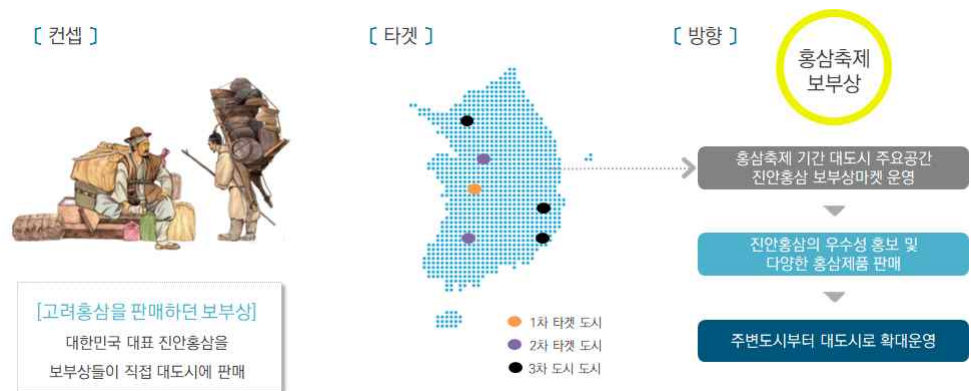 [ 컨셉 ]
[고려홍삼을 판매하던 보부상]
대한민국 대표 진안홍삼을
보부상들이 직접 대도시에 판매
[ 타겟 ]
1차 타겟 도시
2차 타겟 도시
3차 도시 도시
[ 방향 ]
홍삼축제
보부상
홍삼축제 기간 대도시 주요공간
진안홍삼 보부상마켓 운영
진안홍삼의 우수성 홍보 및
다양한 홍삼제품 판매
주변도시부터 대도시로 확대운영